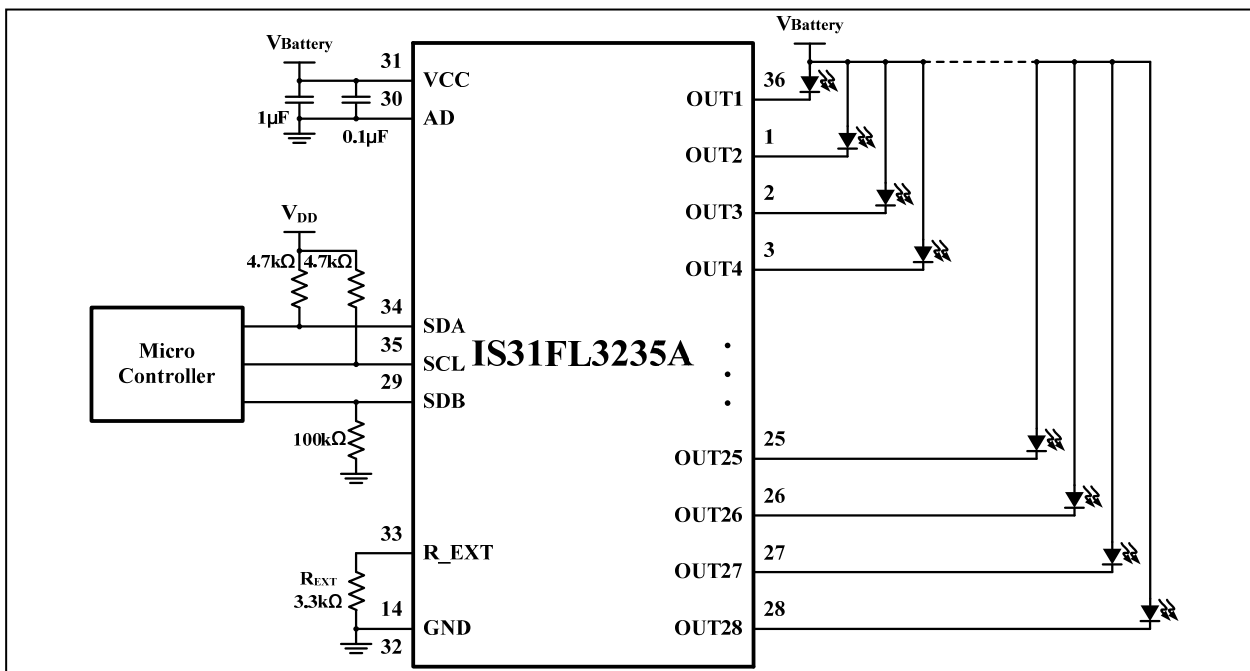 VBattery
31
VCC
30
AD
1µF
0.1µF
VDD
4.7kΩ 4.7kΩ
Micro
Controller
34
SDA
35
SCL
29
SDB
100kΩ
33
R_EXT
REXT
3.3kΩ
14
GND
32
IS31FL3235A
VBattery
36
OUT1
1
OUT2
2
OUT3
3
OUT4
25
OUT25
26
OUT26
27
OUT27
28
OUT28